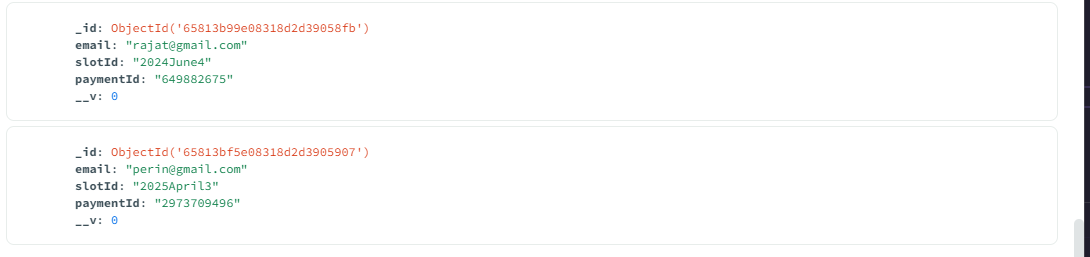 _id: ObjectId('65813b99e08318d2d39058fb')
email: "rajat@gmail.com"
slotId: "2024June4"
paymentId: "649882675"
__v: 0
_id: ObjectId('65813bf5e08318d2d3905907')
email: "perin@gmail.com"
slotId: "2025April3"
paymentId: "2973709496"
__v: 0